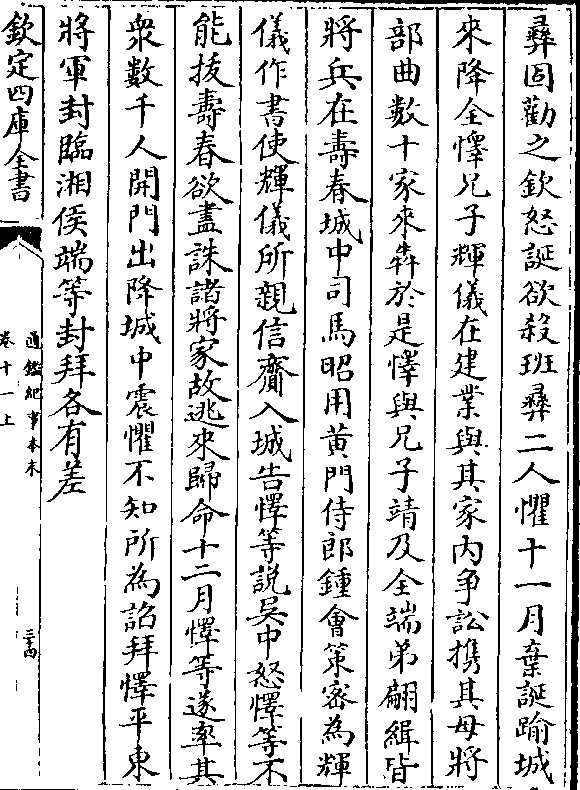 彛固勸之欽怒誕欲殺班彛二人懼十一月棄誕踰城
來降全懌兄子輝儀在建業與其家内爭訟携其母將
部曲數十家來犇於是懌與兄子靖及全端弟翩緝皆
將兵在壽春城中司馬昭用黄門侍郎鍾會策密為輝
儀作書使輝儀所親信齎入城告懌等説吳中怒懌等不
能拔壽春欲盡誅諸將家故逃來歸命十二月懌等遂率其
衆數千人開門出降城中震懼不知所為詔拜懌平東
將軍封臨湘侯端等封拜各有差
欽定四庫全書
通鑑紀事本末
卷十一上
三十四